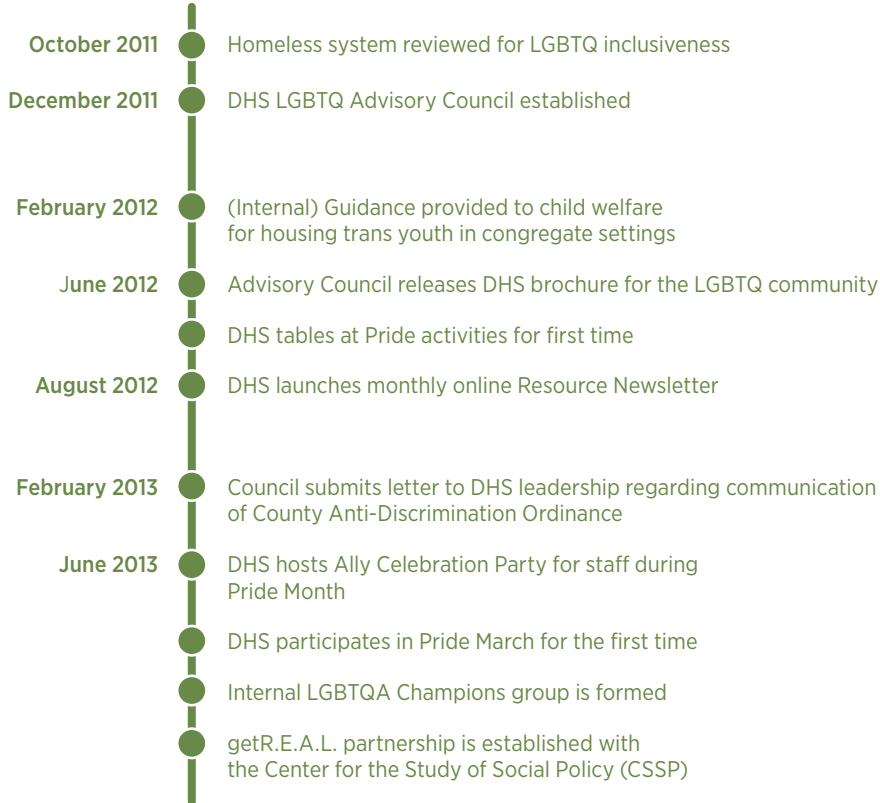 October 2011 Homeless system reviewed for LGBTQ inclusiveness
December 2011 DHS LGBTQ Advisory Council established
February 2012 (Internal) Guidance provided to child welfare
for housing trans youth in congregate settings
June 2012 Advisory Council releases DHS brochure for the LGBTQ community
DHS tables at Pride activities for first time
August 2012 DHS launches monthly online Resource Newsletter
February 2013 Council submits letter to DHS leadership regarding communication
of County Anti-Discrimination Ordinance
June 2013 DHS hosts Ally Celebration Party for staff during
Pride Month
DHS participates in Pride March for the first time
Internal LGBTQA Champions group is formed
getR.E.A.L. partnership is established with
the Center for the Study of Social Policy (CSSP)